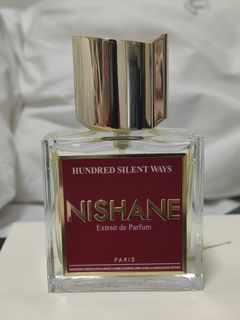 HUNDRED SILENT WAYS
NISHANE
Extrait de Parfum
PARIS